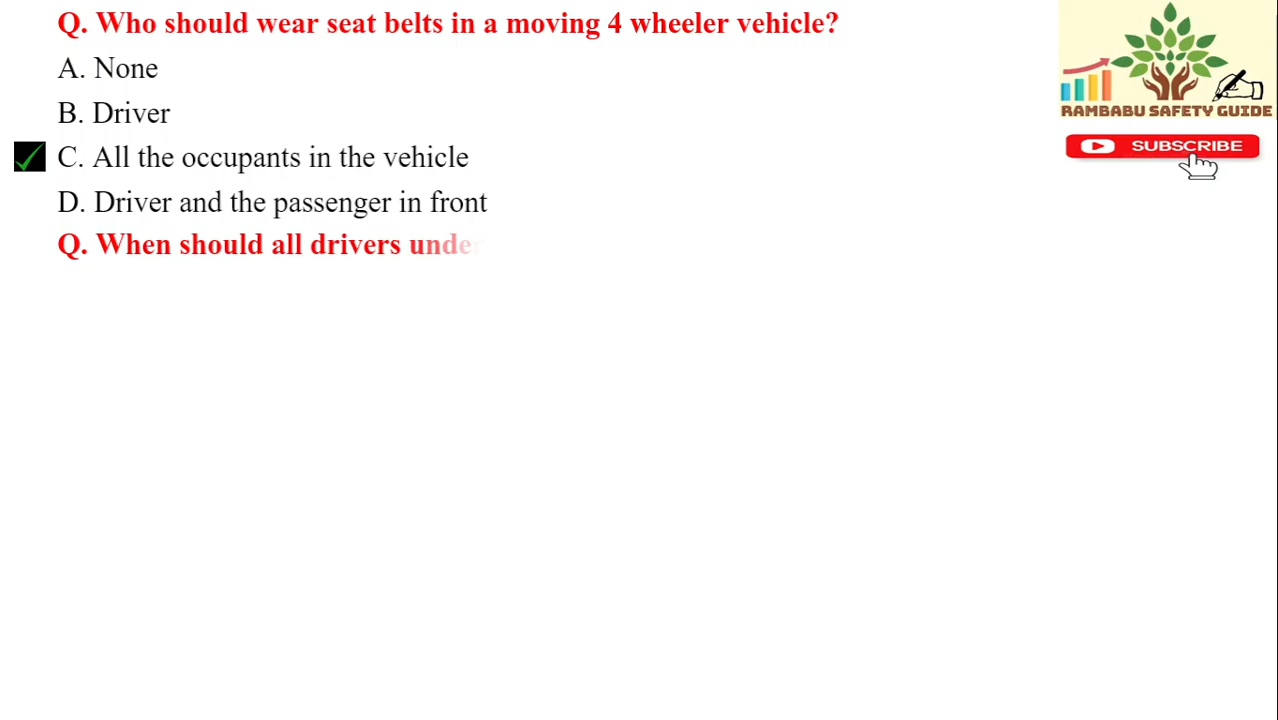 Q. Who should wear seat belts in a moving 4 wheeler vehicle?
A. None
B. Driver
C. All the occupants in the vehicle
D. Driver and the passenger in front
Q. When should all drivers
RAMBABU SAFETY GUIDE
SUBSCRIBE